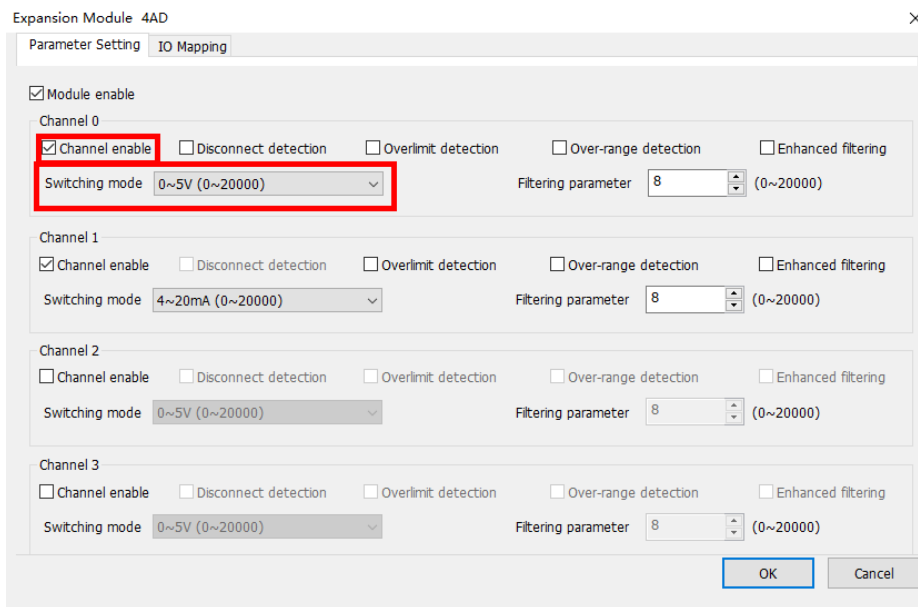 Expansion Module 4AD
Parameter Setting IO Mapping
Module enable
Channel 0
Channel enable Disconnect detection Overlimit detection Over-range detection Enhanced filtering
Switching mode 0~5V (0~20000) Filtering parameter 8 (0~20000)
Channel 1
Channel enable Disconnect detection Overlimit detection Over-range detection Enhanced filtering
Switching mode 4~20mA (0~20000) Filtering parameter 8 (0~20000)
Channel 2
Channel enable Disconnect detection Overlimit detection Over-range detection Enhanced filtering
Switching mode 0~5V (0~20000) Filtering parameter 8 (0~20000)
Channel 3
Channel enable Disconnect detection Overlimit detection Over-range detection Enhanced filtering
Switching mode 0~5V (0~20000) Filtering parameter 8 (0~20000)
OK Cancel